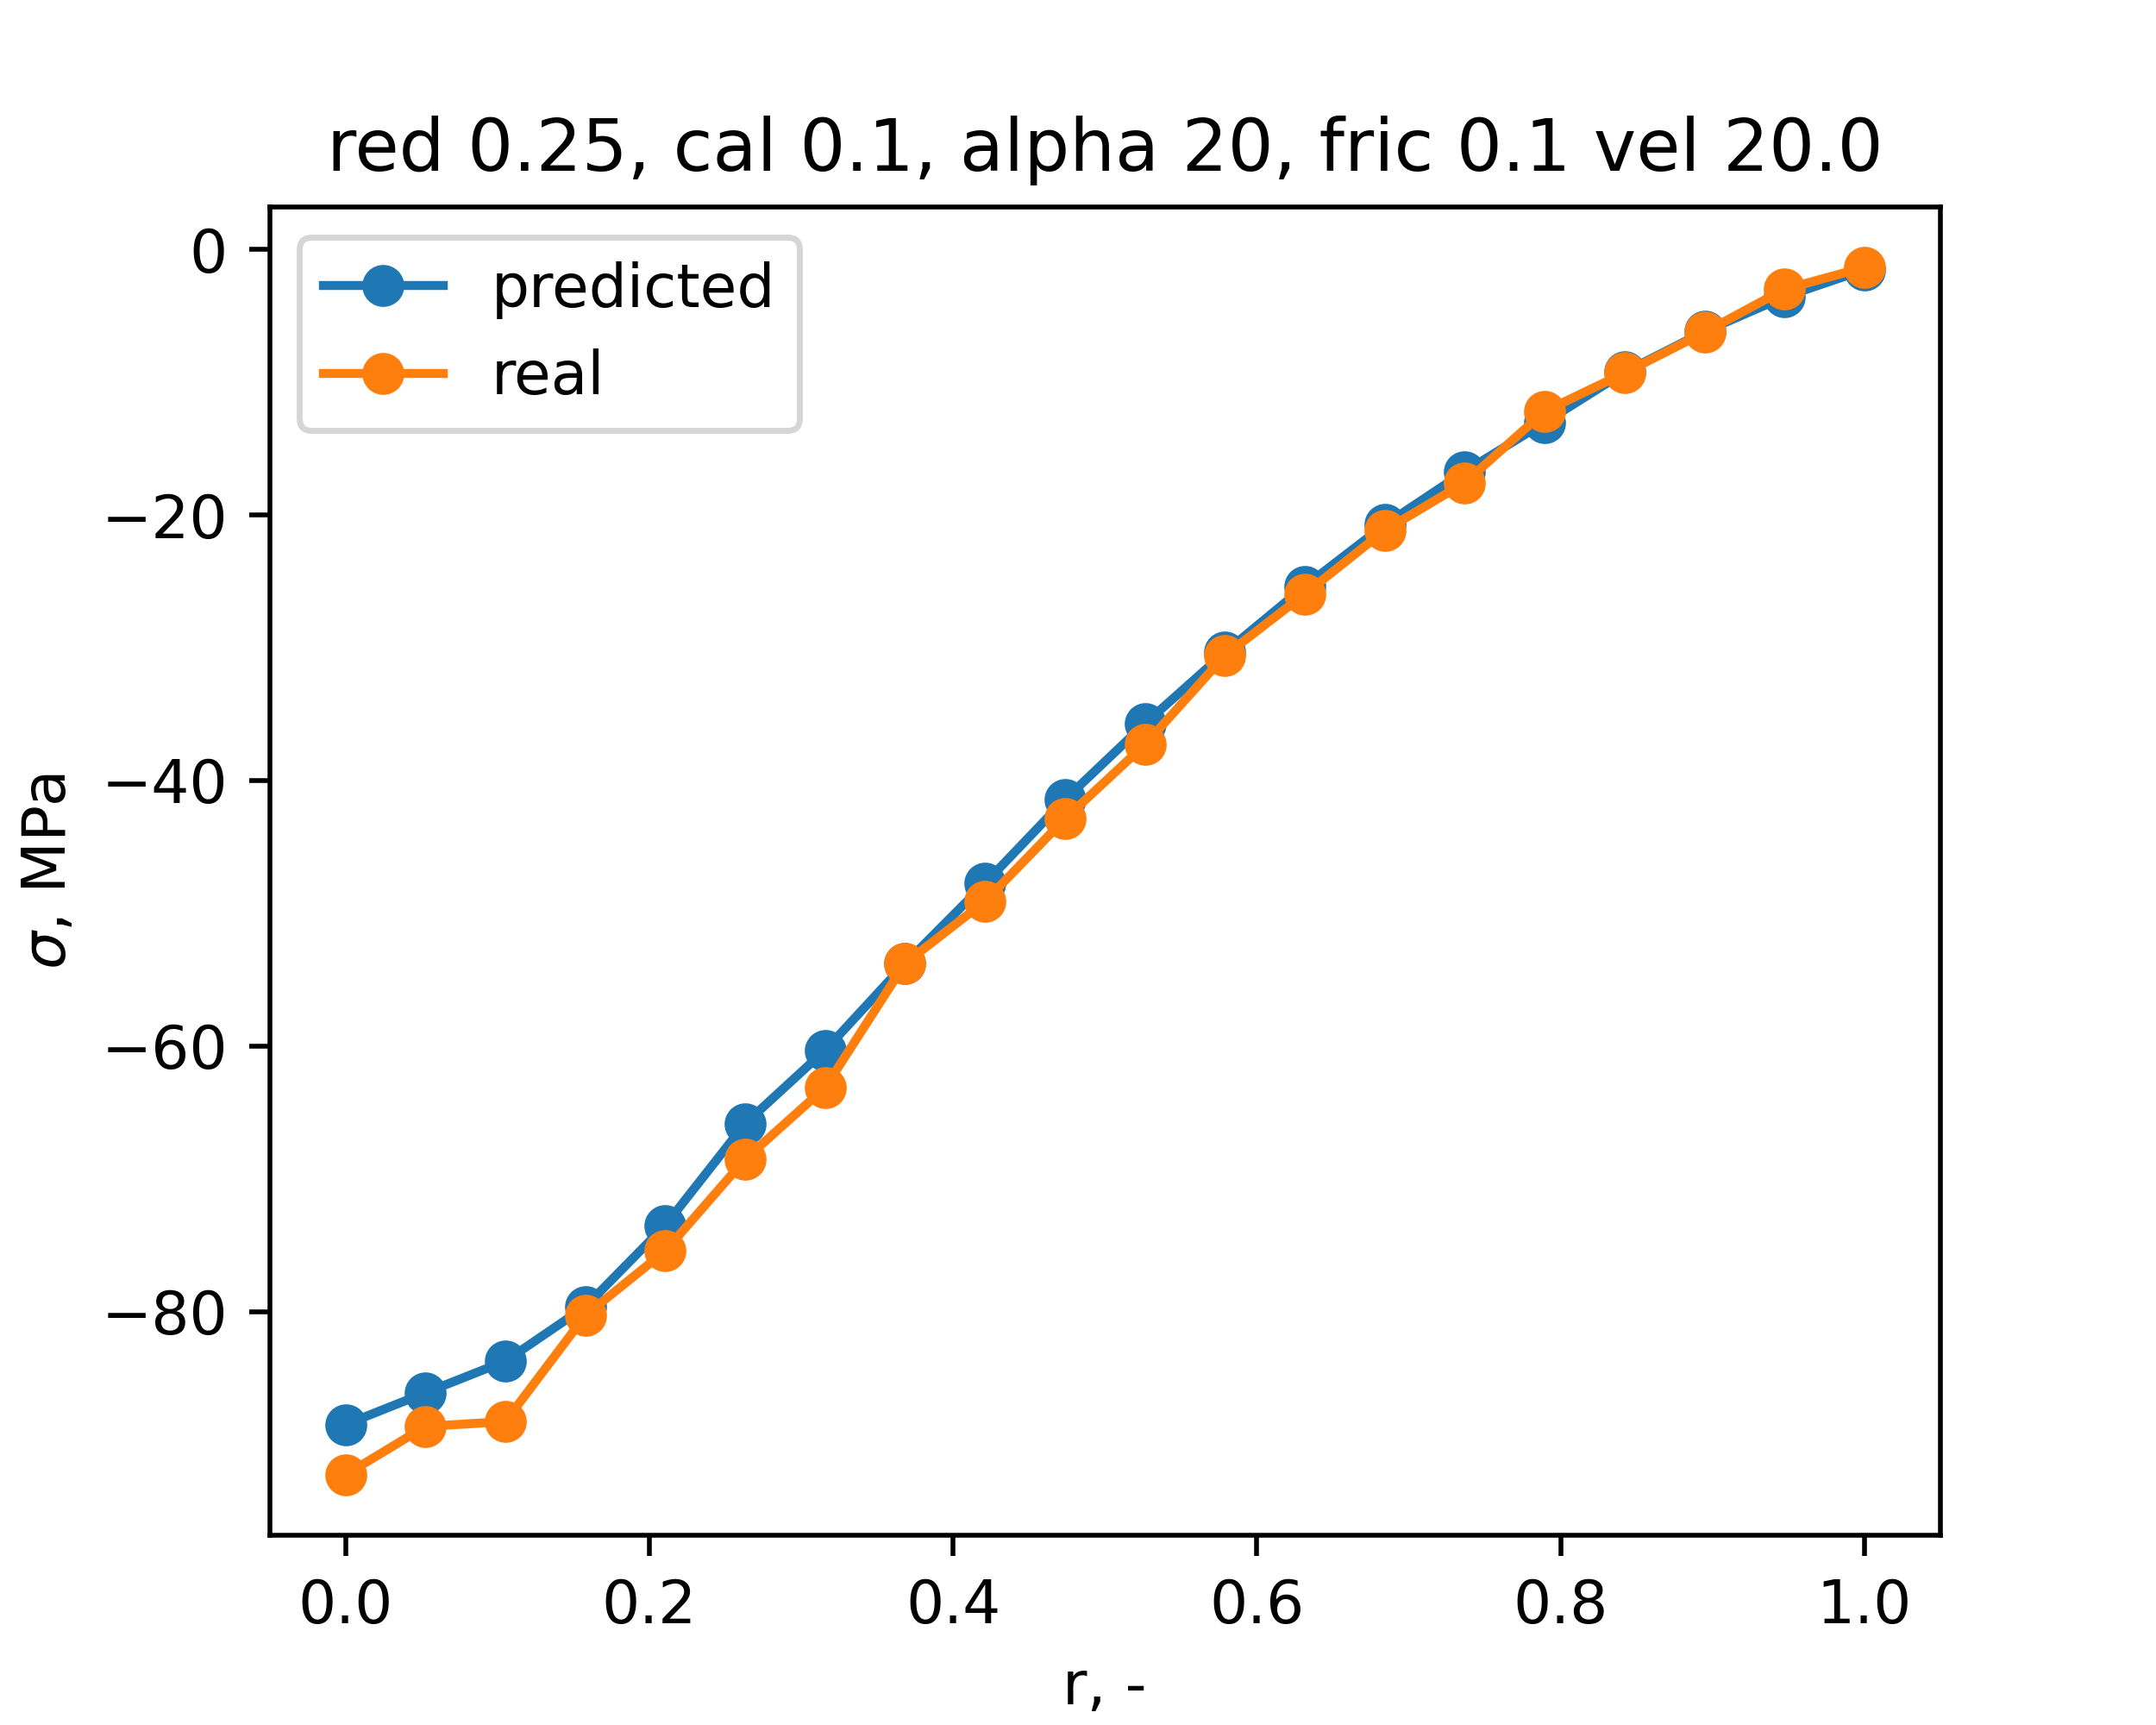 red 0.25, cal 0.1, alpha 20, fric 0.1 vel 20.0
predicted
real
0
−20
−40
−60
−80
σ, MPa
0.0 0.2 0.4 0.6 0.8 1.0
r, -